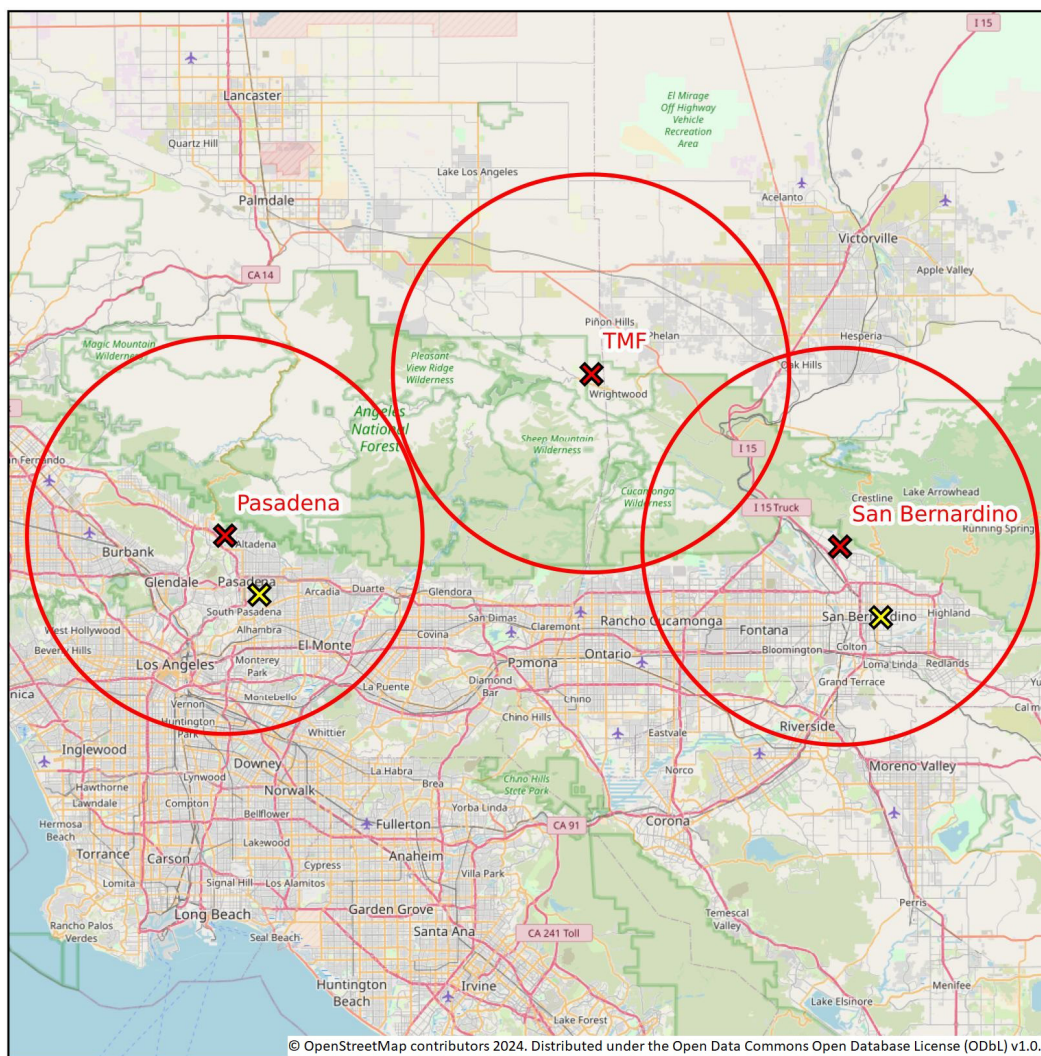 I 15
Lancaster
El Mirage
Off Highway
Vehicle
Recreation
Area
Quartz Hill
Lake Los Angeles
Palmdale
Acelanto
Victorville
CA 14
Apple Valley
Piñon Hills
Phelan
Hesperia
TMF
Magic Mountain
Wilderness
Pleasant
View Ridge
Wilderness
Oak Hills
Wrightwood
Angeles
National
Forest
Sheep Mountain
Wilderness
I 15
an Fernando
Cucamonga
Wilderness
Crestline
Lake Arrowhead
Pasadena
I 15 Truck
San Bernardino
Running Spring
Altadena
Burbank
Glendale
Pasadena
Arcadia
Duarte
Glendora
South Pasadena
San Dimas
Claremont
Rancho Cucamonga
San Bernardino
Highland
West Hollywood
Alhambra
Fontana
Beverly Hills
El Monte
Covina
Ontario
Bloomington
Colton
Los Angeles
Monterey
Park
Pomona
Loma Linda
Redlands
La Puente
Diamond
Bar
Grand Terrace
nica
Montebello
Chino
Yu
Vernon
Cal me
Huntington
Park
Chino Hills
Riverside
Whittier
Eastvale
Inglewood
Downey
La Habra
Norco
Moreno Valley
Hawthorne
Lynwood
Norwalk
Brea
Chino Hills
State Park
Lawndale
Compton
Bellflower
Yorba Linda
Hermosa
Beach
Lakewood
Fullerton
CA 91
Corona
Torrance
Carson
Cypress
Anaheim
Lomita
Signal Hill
Los Alamitos
Villa Park
Rancho Palos
Verdes
Long Beach
Garden Grove
Temescal
Valley
Perris
Seal Beach
Santa Ana
CA 241 Toll
Huntington
Beach
Irvine
Menifee
Lake Elsinore
Lake Forest
© OpenStreetMap contributors 2024. Distributed under the Open Data Commons Open Database License (ODbL) v1.0.